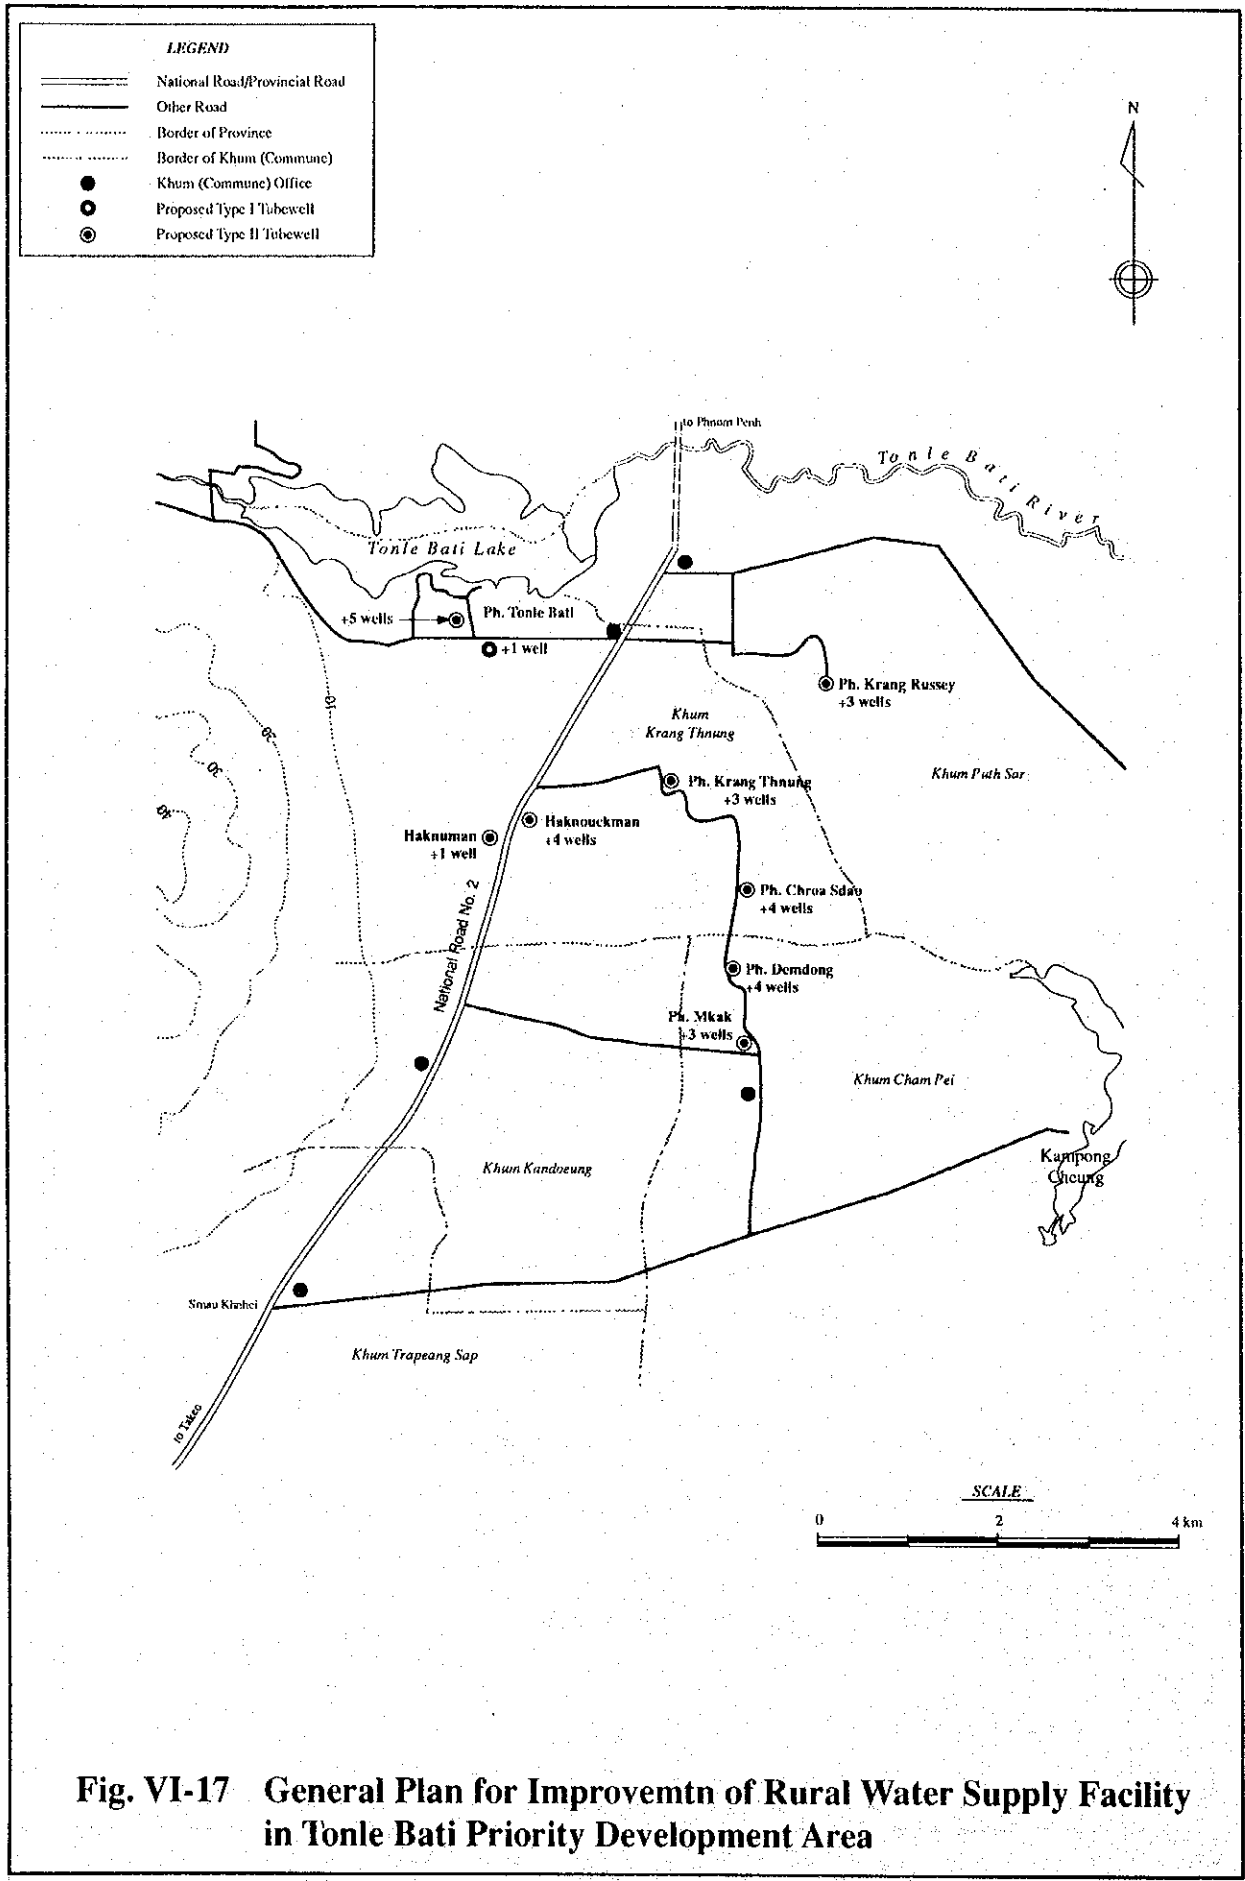 LEGEND
National Road/Provincial Road
Other Road
Border of Province
Border of Khum (Commune)
Khum (Commune) Office
Proposed Type I Tubewell
Proposed Type II Tubewell
N
to Phnom Penh
Tonle Bati River
Tonle Bati Lake
+5 wells
Ph. Tonle Bati
+1 well
Ph. Krang Russey
+3 wells
10
Khum
Krang Thnung
30
30
Khum Puth Sar
Ph. Krang Thnung
+3 wells
40
Haknouckman
+4 wells
Haknuman
+1 well
National Road No. 2
Ph. Chroa Sdao
+4 wells
Ph. Demdong
+4 wells
Ph. Mkak
+3 wells
Khum Cham Pei
Kampong
Cheung
Khum Kandoeung
Khum Trapeang Sap
to Takeo
SCALE
0 2 4 km
Fig. VI-17 General Plan for Improvemtn of Rural Water Supply Facility
in Tonle Bati Priority Development Area